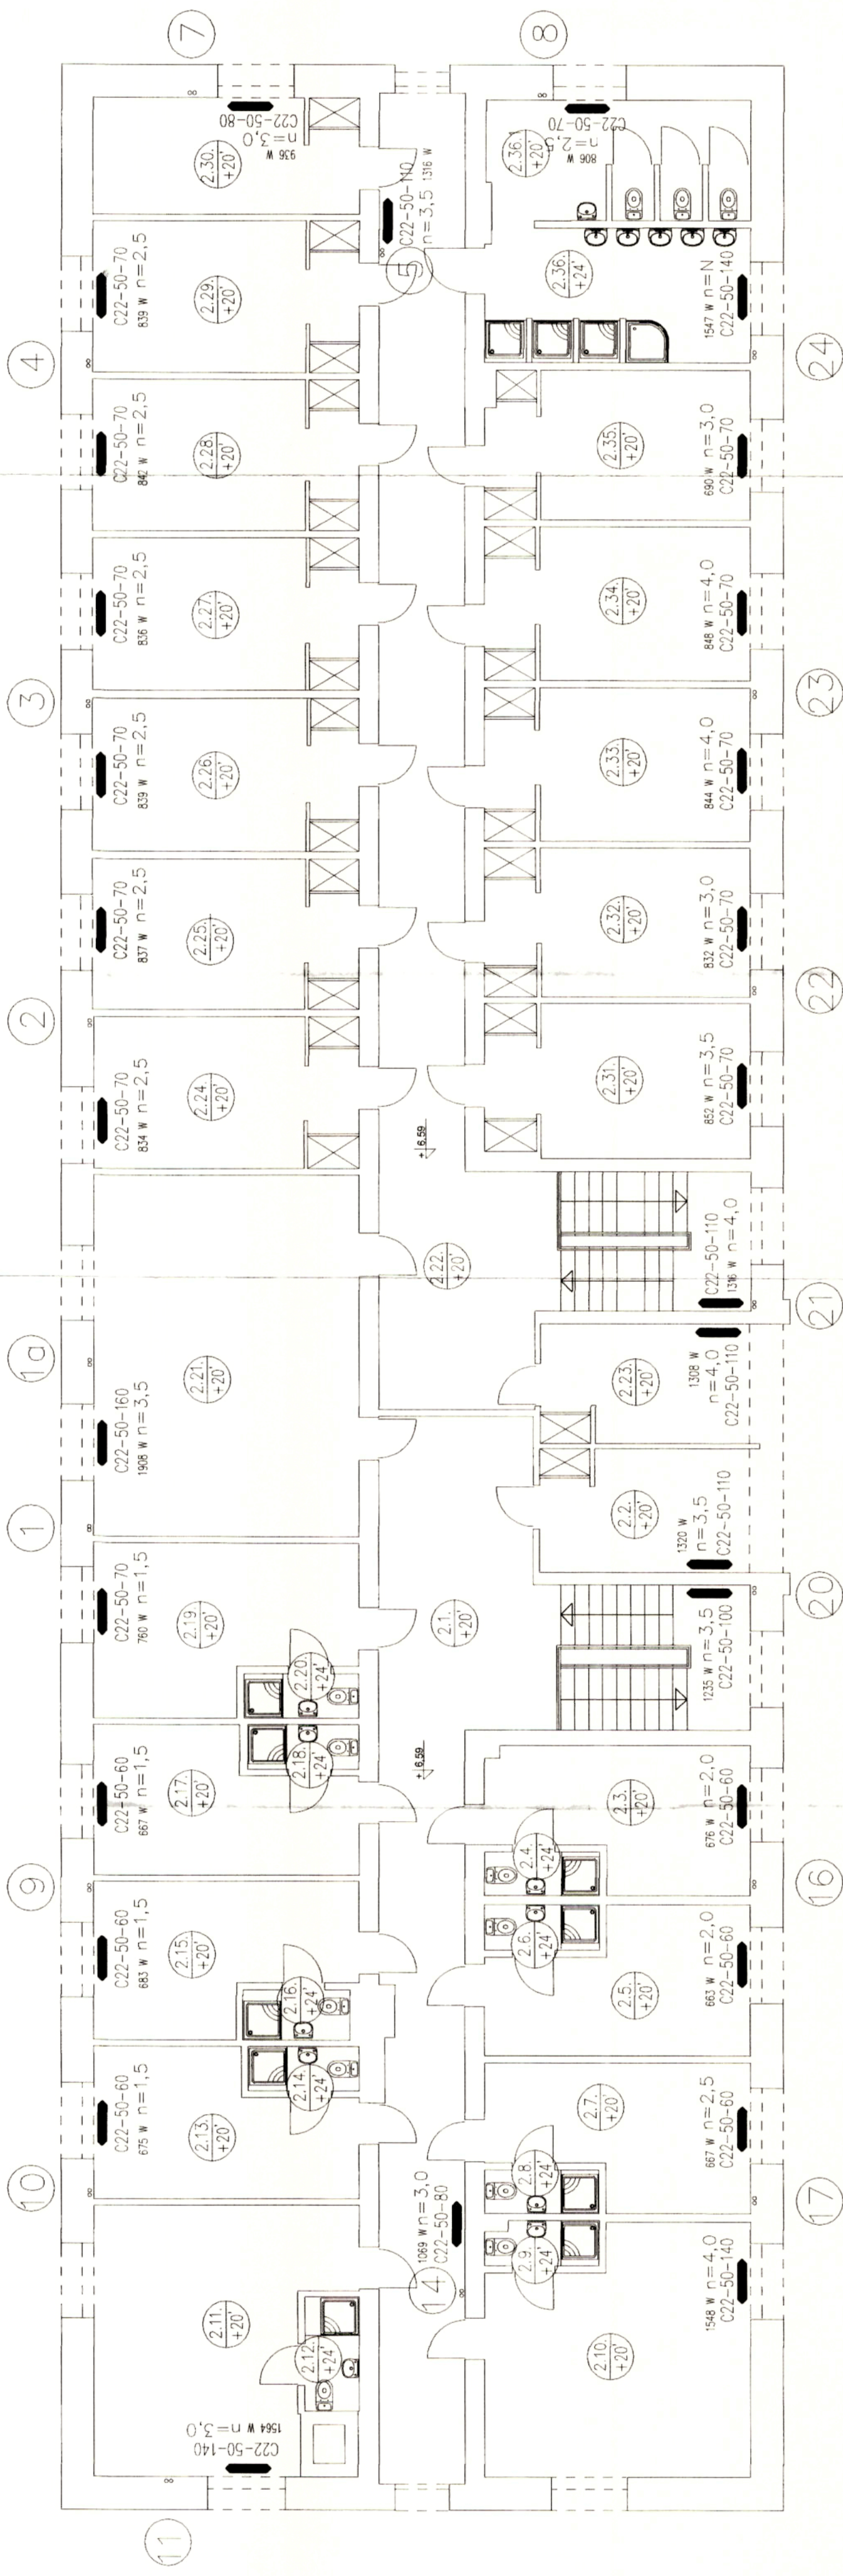 7
8
C22-50-80
n=3,0
936 W
2.30.
+20'
C22-50-110
n=3,5 1316 W
5
2.36.
+20'
C22-50-70
n=2,5
806 W
4
C22-50-70
839 W n=2,5
2.29.
+20'
2.36.
+24'
1547 W n=N
C22-50-140
24
C22-50-70
842 W n=2,5
2.28.
+20'
2.35.
+20'
690 W n=3,0
C22-50-70
C22-50-70
836 W n=2,5
2.27.
+20'
2.34.
+20'
848 W n=4,0
C22-50-70
3
C22-50-70
839 W n=2,5
2.26.
+20'
2.33.
+20'
844 W n=4,0
C22-50-70
23
C22-50-70
837 W n=2,5
2.25.
+20'
2.32.
+20'
832 W n=3,0
C22-50-70
22
2
C22-50-70
834 W n=2,5
2.24.
+20'
2.31.
+20'
852 W n=3,5
C22-50-70
+6.59
2.22.
+20'
C22-50-110
1316 W n=4,0
21
1a
C22-50-160
1908 W n=3,5
2.21.
+20'
2.23.
+20'
1308 W
n=4,0
C22-50-110
1
2.2.
+20'
1320 W
n=3,5
C22-50-110
20
C22-50-70
760 W n=1,5
2.19.
+20'
2.20.
+24'
2.1.
+20'
1235 W n=3,5
C22-50-100
C22-50-60
667 W n=1,5
2.17.
+20'
2.18.
+24'
+6.59
2.3.
+20'
2.4.
+24'
676 W n=2,0
C22-50-60
9
16
C22-50-60
683 W n=1,5
2.15.
+20'
2.16.
+24'
2.6.
+24'
2.5.
+20'
663 W n=2,0
C22-50-60
C22-50-60
675 W n=1,5
2.13.
+20'
2.14.
+24'
2.7.
+20'
2.8.
+24'
667 W n=2,5
C22-50-60
10
17
1069 W n=3,0
C22-50-80
14
2.11.
+20'
2.12.
+24'
C22-50-140
1564 W n=3,0
11
2.9.
+24'
2.10.
+20'
1548 W n=4,0
C22-50-140